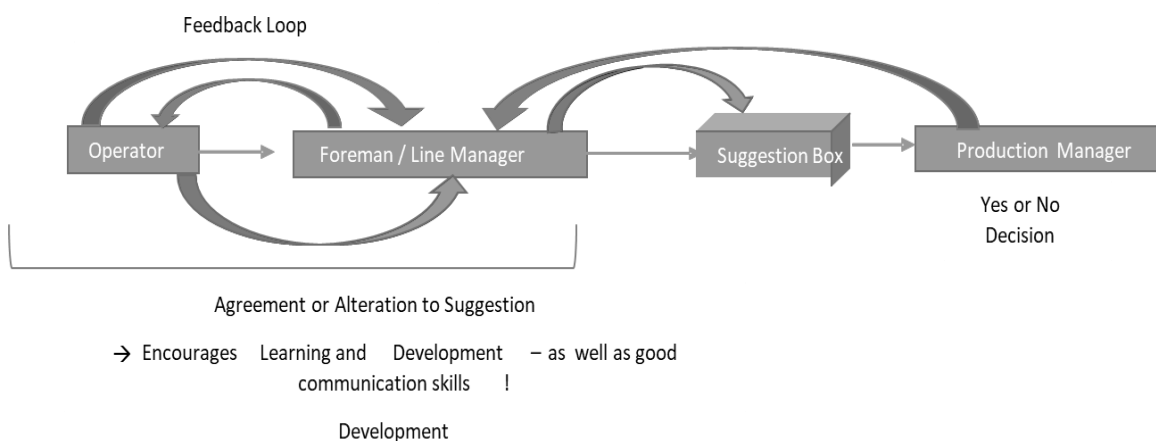 Feedback Loop
Operator
Foreman / Line Manager
Suggestion Box
Production Manager
Yes or No
Decision
Agreement or Alteration to Suggestion
→ Encourages Learning and Development – as well as good
communication skills !
Development